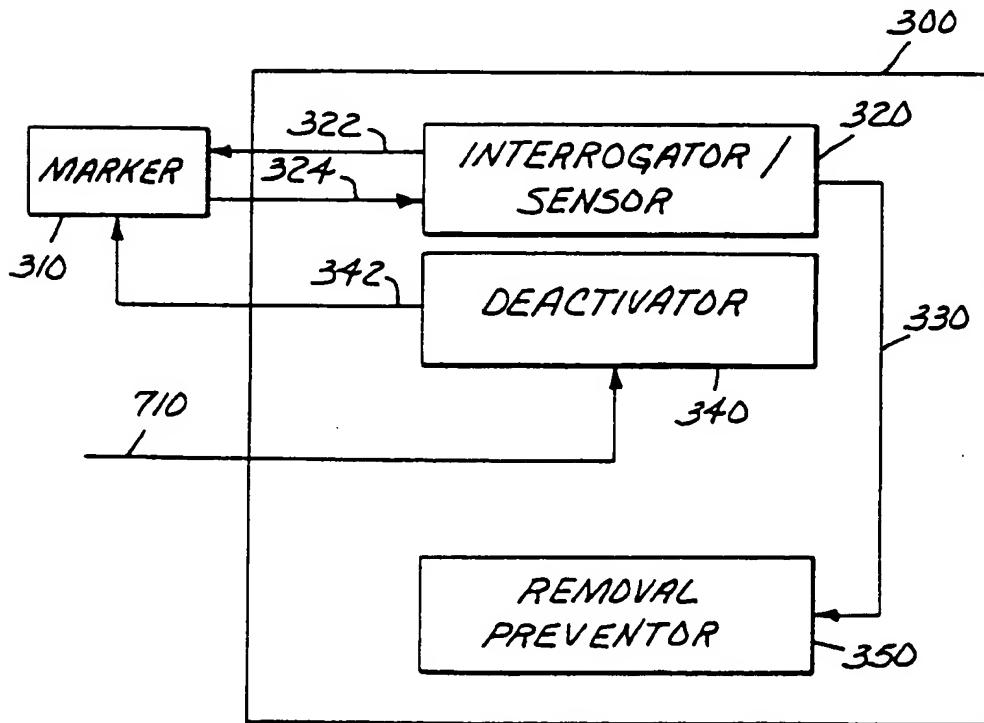 300
322
INTERROGATOR /
SENSOR
320
MARKER
324
310
342
DEACTIVATOR
330
340
710
REMOVAL
PREVENTOR
350